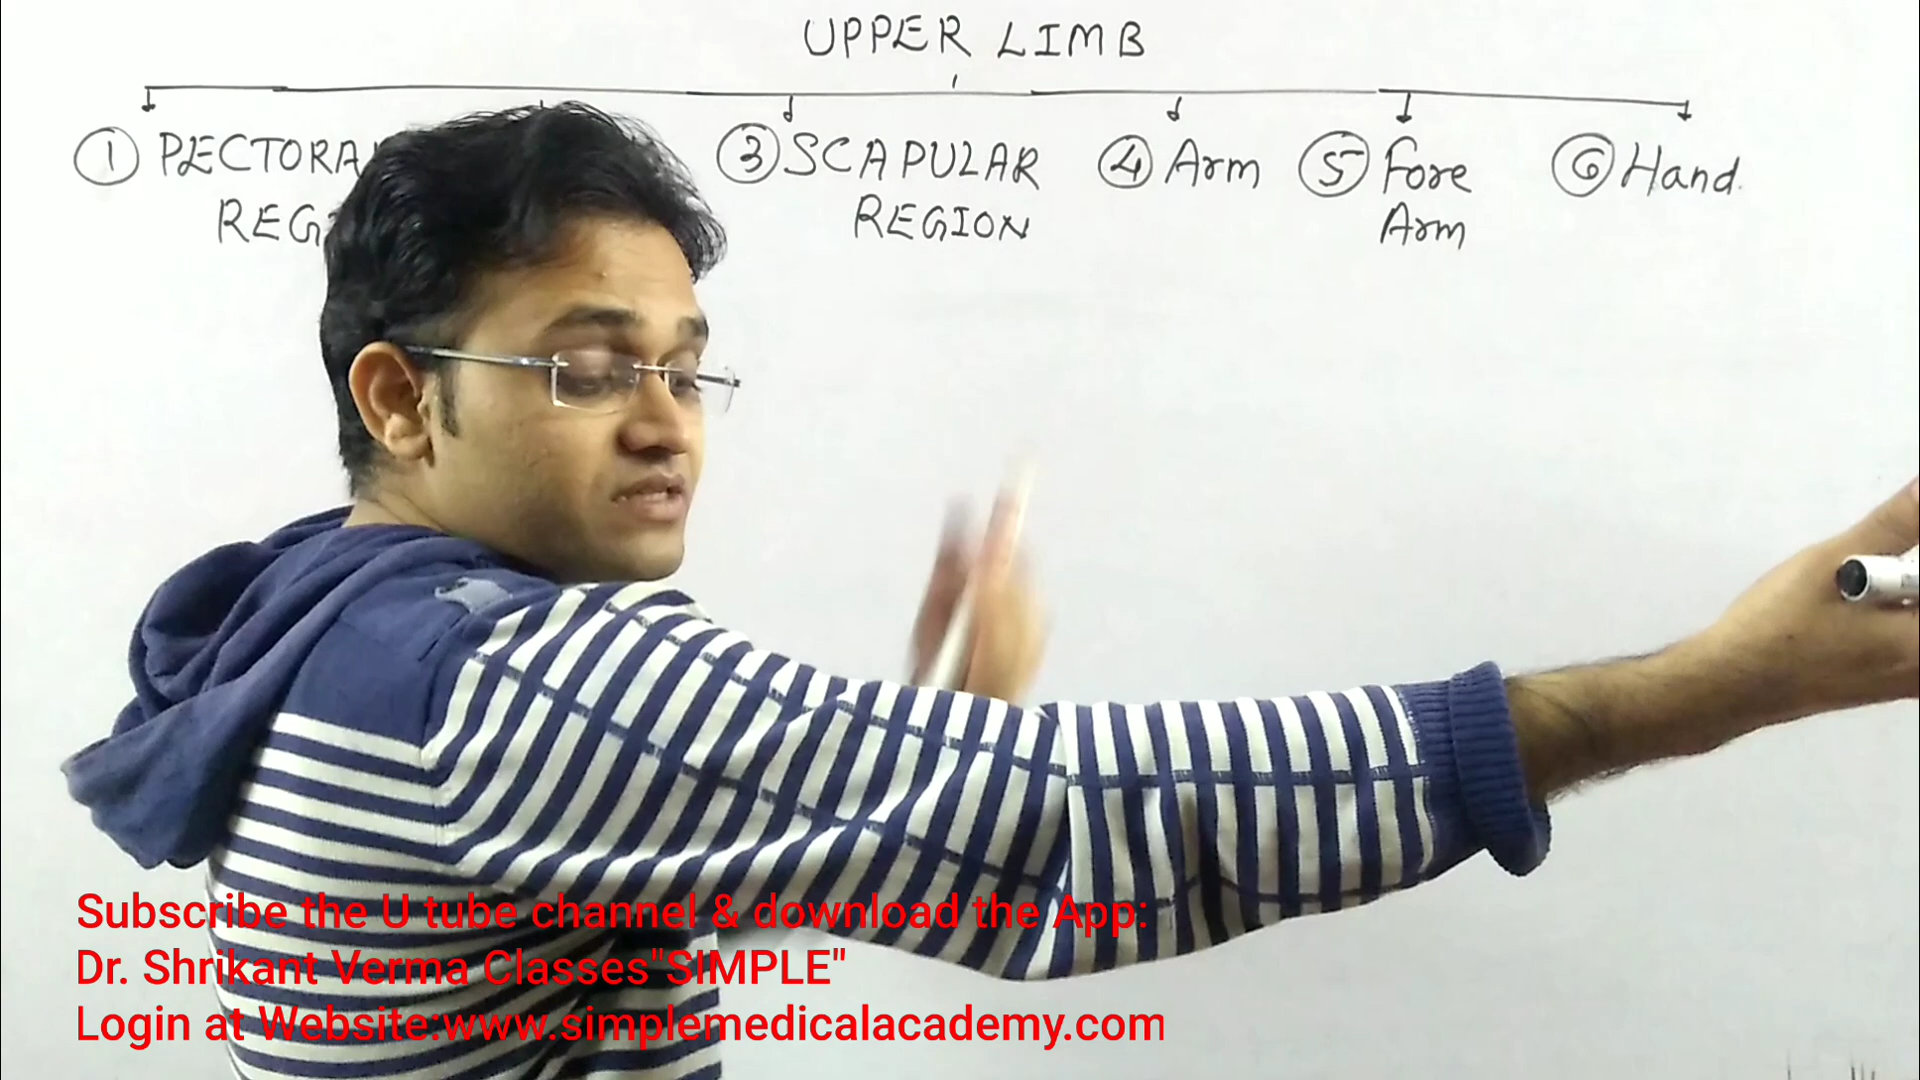 UPPER LIMB
① PECTORA ③ SCAPULAR ④ Arm ⑤ Fore ⑥ Hand.
REG REGION Arm
Subscribe the U tube channel & download the App:
Dr. Shrikant Verma Classes"SIMPLE"
Login at Website:www.simplemedicalacademy.com